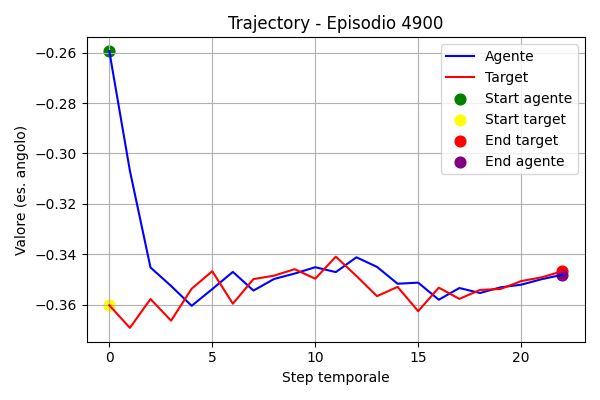 Trajectory - Episodio 4900
Agente
Target
Start agente
Start target
End target
End agente
Valore (es. angolo)
−0.26
−0.28
−0.30
−0.32
−0.34
−0.36
0 5 10 15 20
Step temporale